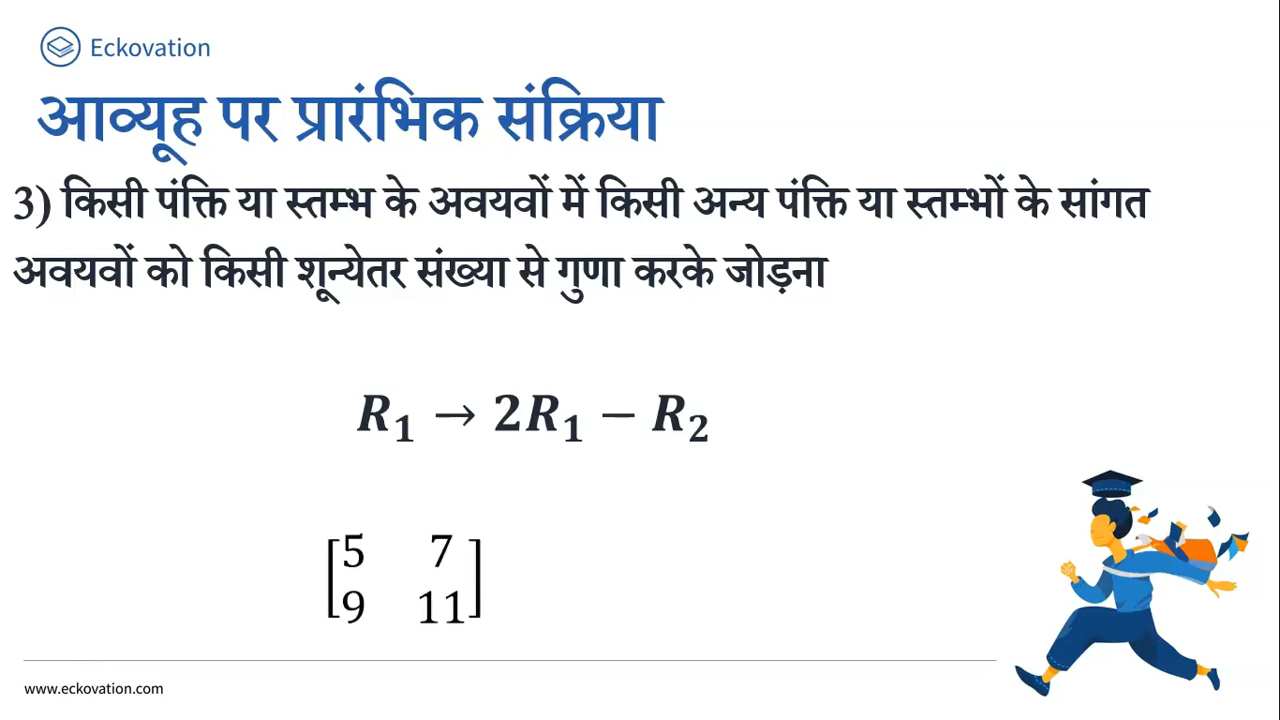 Eckovation
आव्यूह पर प्रारंभिक संक्रिया
3) किसी पंक्ति या स्तम्भ के अवयवों में किसी अन्य पंक्ति या स्तम्भों के सांगत
अवयवों को किसी शून्येतर संख्या से गुणा करके जोड़ना
R₁ → 2R₁ − R₂
[5 7
9 11]
www.eckovation.com